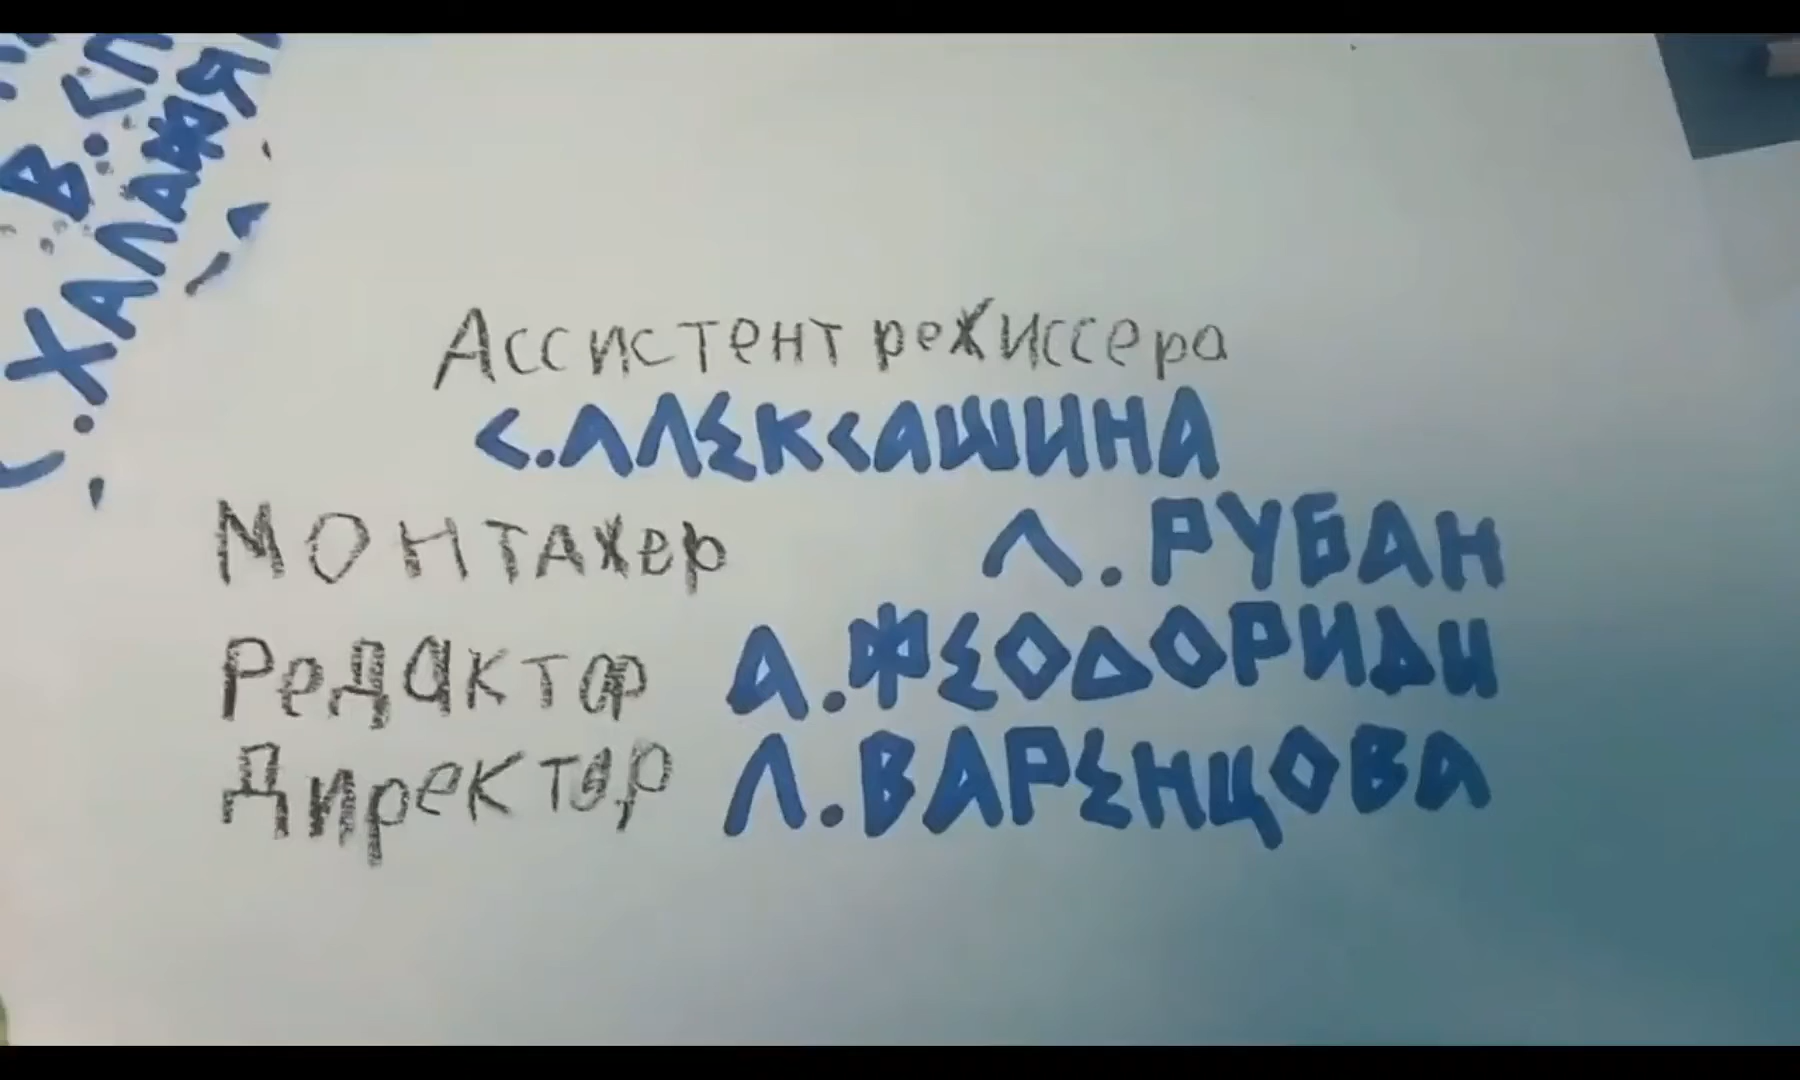 Ассистент режиссера
С.АЛЕКСАШИНА
Монтажер Л.РУБАН
Редактор А.ФЕОДОРИДИ
Директор Л.ВАРЕНЦОВА